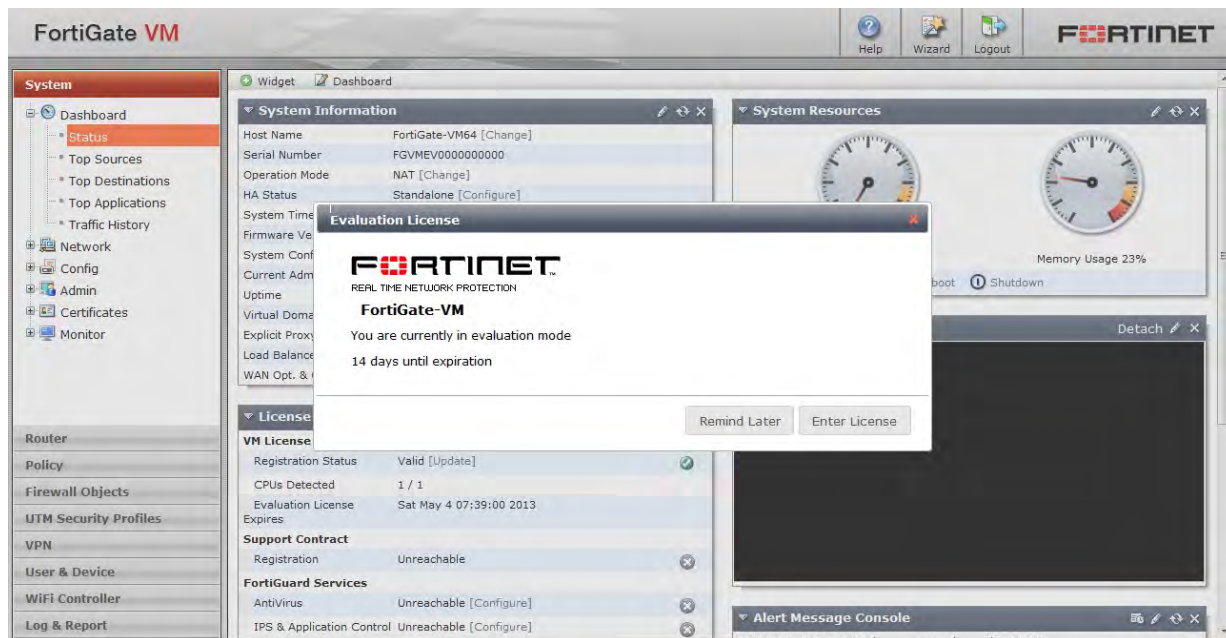 FortiGate VM
Help
Wizard
Logout
FORTINET
System
Dashboard
Status
Top Sources
Top Destinations
Top Applications
Traffic History
Network
Config
Admin
Certificates
Monitor
Router
Policy
Firewall Objects
UTM Security Profiles
VPN
User & Device
WiFi Controller
Log & Report
Widget Dashboard
System Information
Host Name FortiGate-VM64 [Change]
Serial Number FGVMEV0000000000
Operation Mode NAT [Change]
HA Status Standalone [Configure]
System Time
Firmware Ve
System Conf
Current Adm
Uptime
Virtual Doma
Explicit Proxy
Load Balance
WAN Opt. &
Evaluation License
FORTINET
REAL TIME NETWORK PROTECTION
FortiGate-VM
You are currently in evaluation mode
14 days until expiration
Remind Later Enter License
License
VM License
Registration Status Valid [Update]
CPUs Detected 1 / 1
Evaluation License Expires Sat May 4 07:39:00 2013
Support Contract
Registration Unreachable
FortiGuard Services
AntiVirus Unreachable [Configure]
IPS & Application Control Unreachable [Configure]
System Resources
Memory Usage 23%
boot Shutdown
Detach
Alert Message Console